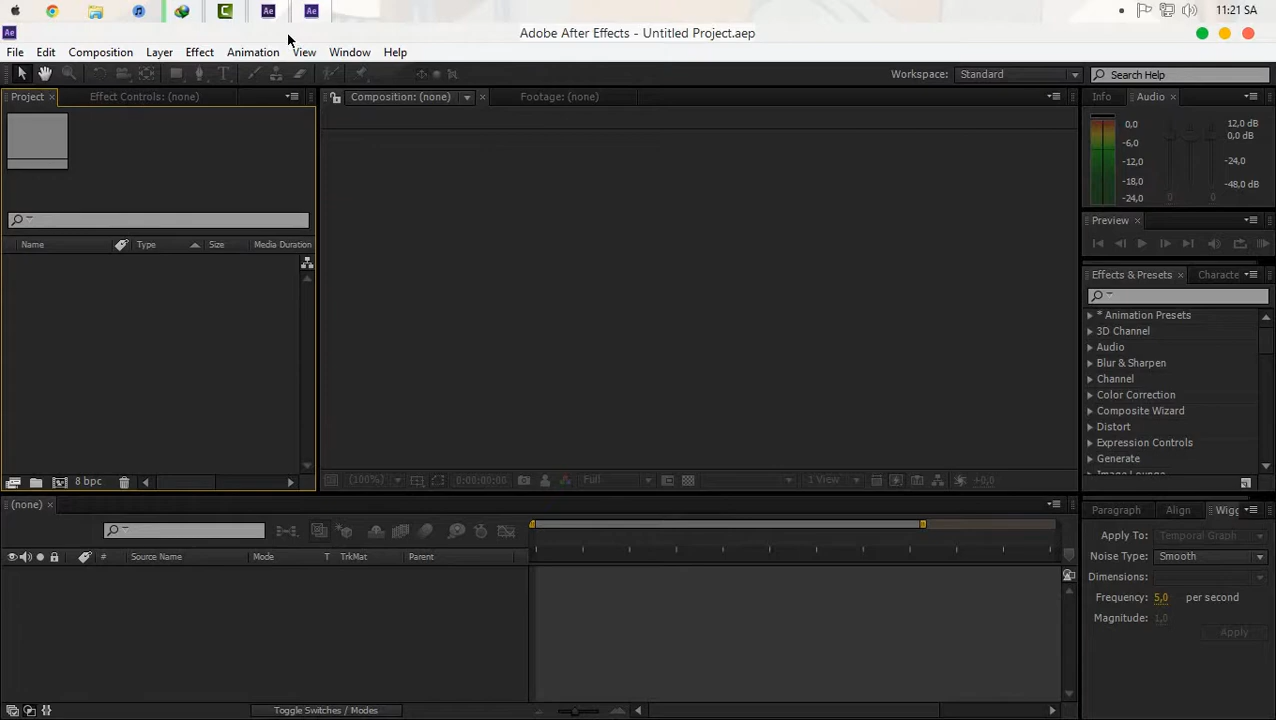 Ae Ae 11:21 SA
Ae Adobe After Effects - Untitled Project.aep
File Edit Composition Layer Effect Animation View Window Help
T Workspace: Standard Search Help
Project Effect Controls: (none) Composition: (none) Footage: (none) Info Audio
0,0 12,0 dB
0,0 dB
-6,0
-12,0 -24,0
-18,0 -48,0 dB
-24,0 0 0
Preview
Name Type Size Media Duration
Effects & Presets Characte
* Animation Presets
3D Channel
Audio
Blur & Sharpen
Channel
Color Correction
Composite Wizard
Distort
Expression Controls
Generate
8 bpc (100%) 0:00:00:00 Full 1 View +0,0
(none)
Paragraph Align Wigg
Apply To: Temporal Graph
# Source Name Mode T TrkMat Parent
Noise Type: Smooth
Dimensions:
Frequency: 5,0 per second
Magnitude: 1,0
Apply
Toggle Switches / Modes